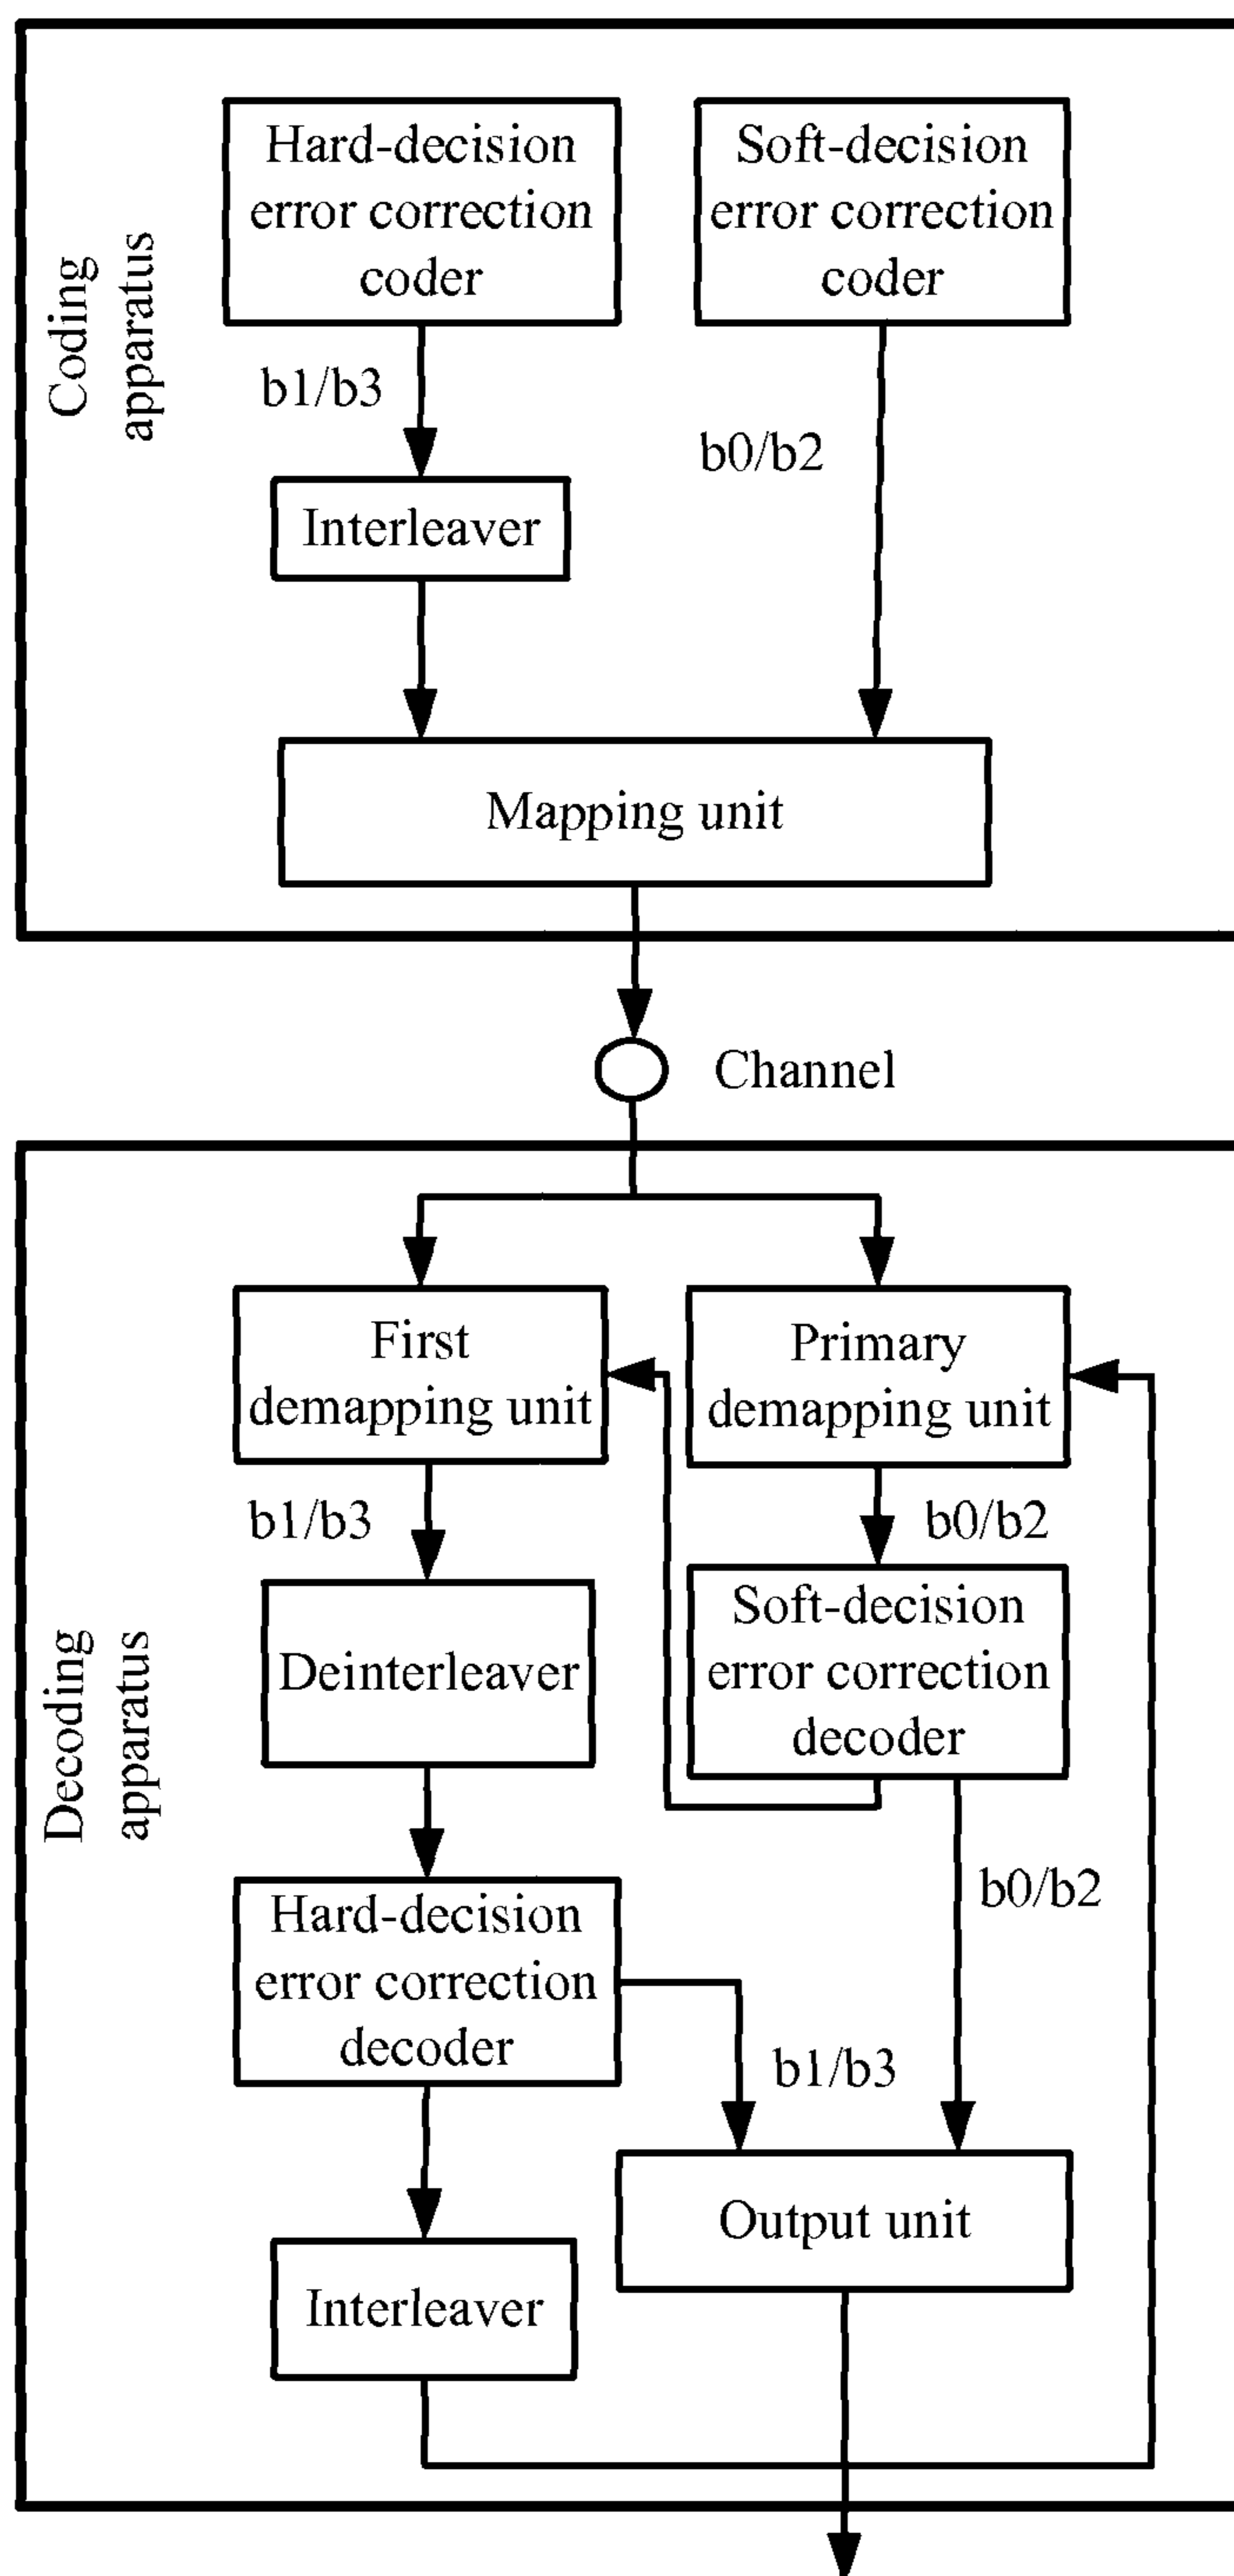 Coding
apparatus
Hard-decision
error correction
coder
Soft-decision
error correction
coder
b1/b3
b0/b2
Interleaver
Mapping unit
Channel
Decoding
apparatus
First
demapping unit
Primary
demapping unit
b1/b3
b0/b2
Deinterleaver
Soft-decision
error correction
decoder
b0/b2
Hard-decision
error correction
decoder
b1/b3
Output unit
Interleaver